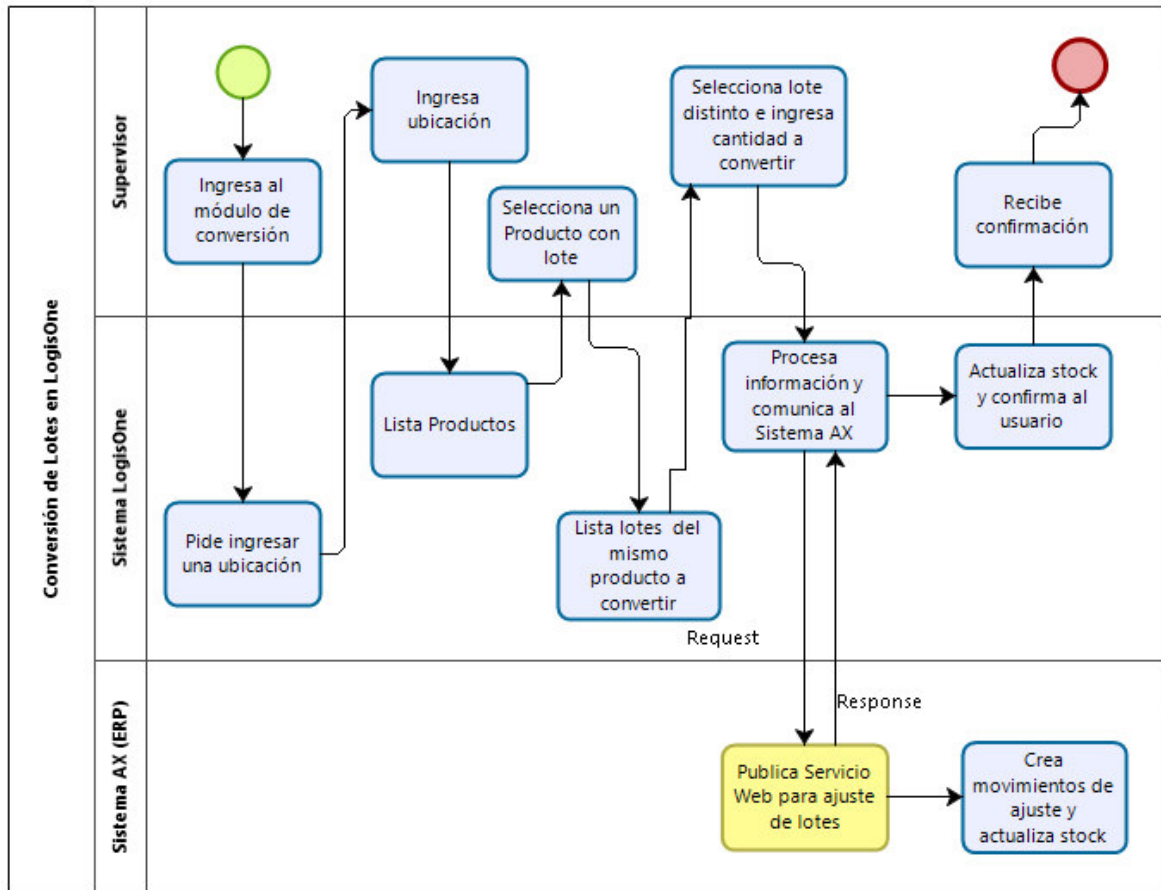 Conversión de Lotes en LogisOne
Supervisor
Ingresa al
módulo de
conversión
Ingresa
ubicación
Selecciona un
Producto con
lote
Selecciona lote
distinto e ingresa
cantidad a
convertir
Recibe
confirmación
Sistema LogisOne
Pide ingresar
una ubicación
Lista Productos
Lista lotes del
mismo
producto a
convertir
Procesa
información y
comunica al
Sistema AX
Actualiza stock
y confirma al
usuario
Request
Response
Sistema AX (ERP)
Publica Servicio
Web para ajuste
de lotes
Crea
movimientos de
ajuste y
actualiza stock